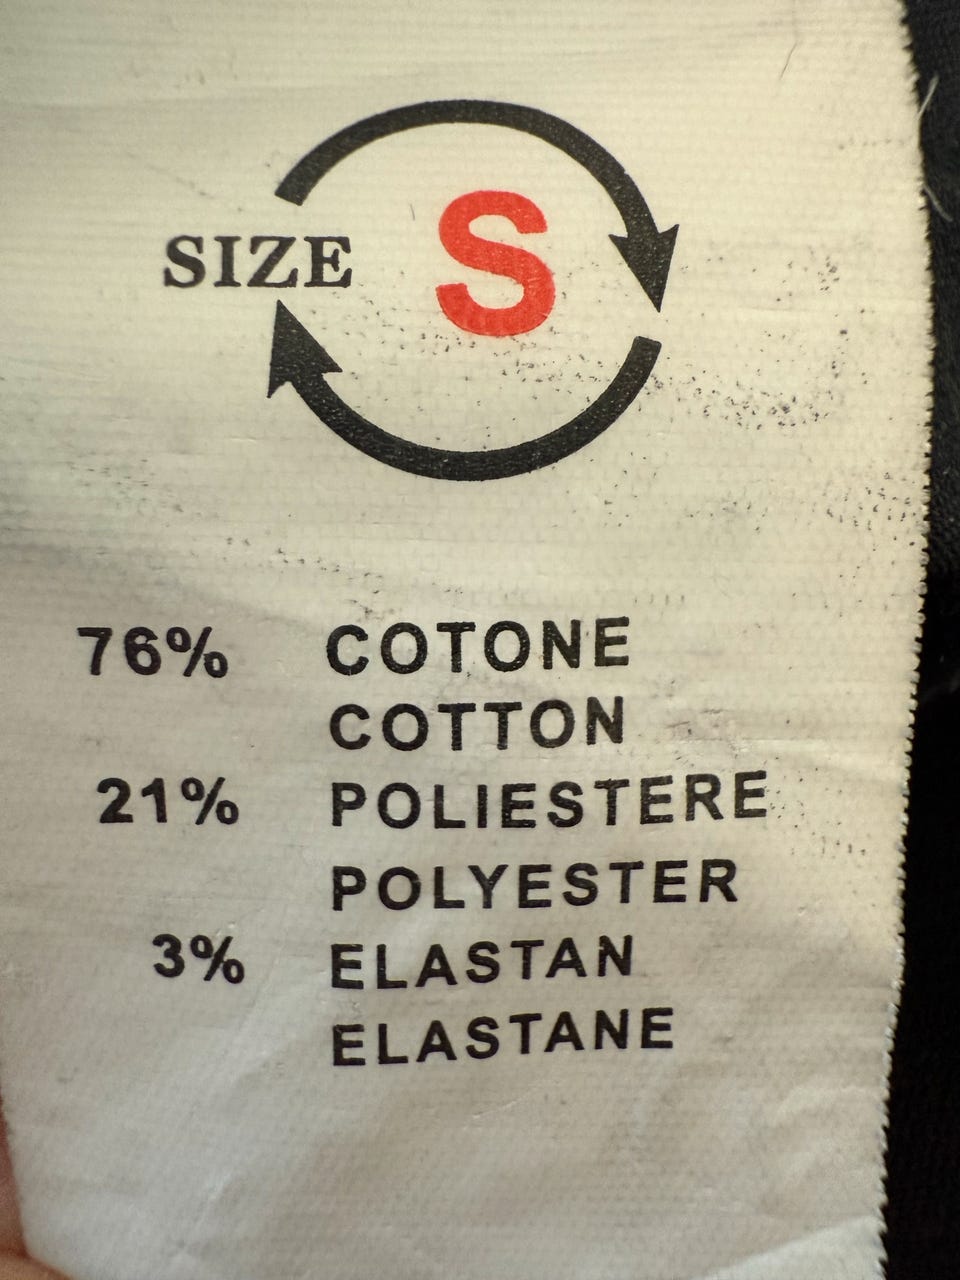 SIZE S
76% COTONE
COTTON
21% POLIESTERE
POLYESTER
3% ELASTAN
ELASTANE